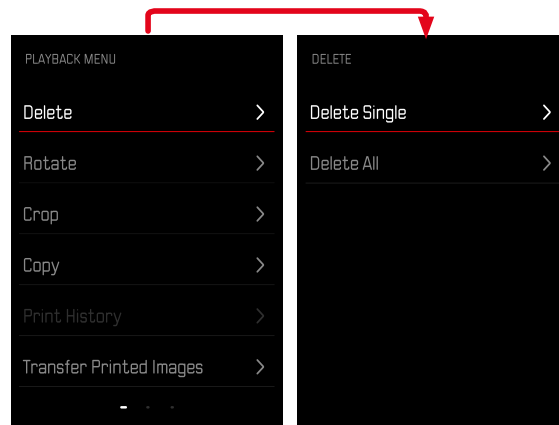 PLAYBACK MENU
Delete
Rotate
Crop
Copy
Print History
Transfer Printed Images
DELETE
Delete Single
Delete All